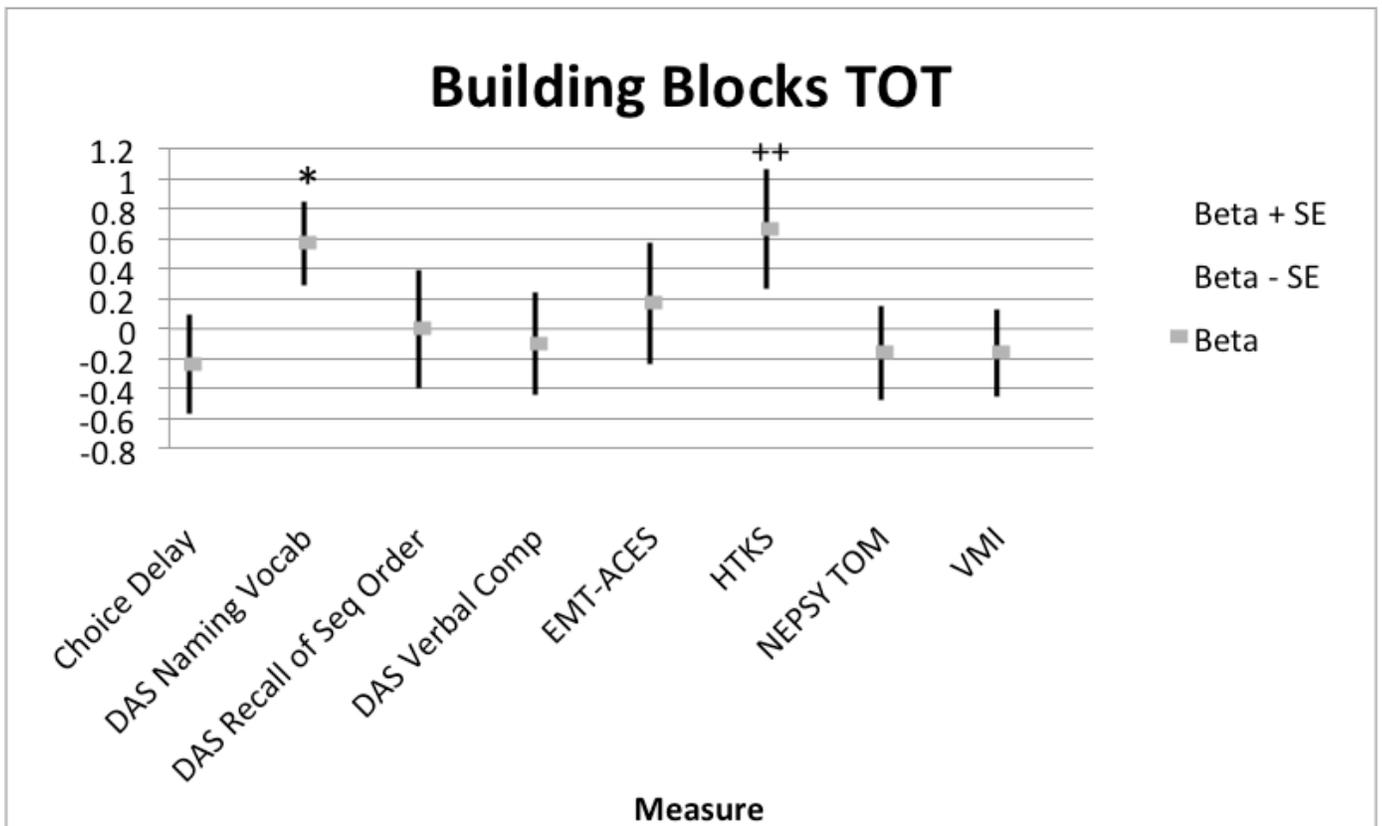 Building Blocks TOT
1.2
1
0.8
0.6
0.4
0.2
0
-0.2
-0.4
-0.6
-0.8
*
++
Beta + SE
Beta - SE
Beta
Choice Delay
DAS Naming Vocab
DAS Recall of Seq Order
DAS Verbal Comp
EMT-ACES
HTKS
NEPSY TOM
VMI
Measure